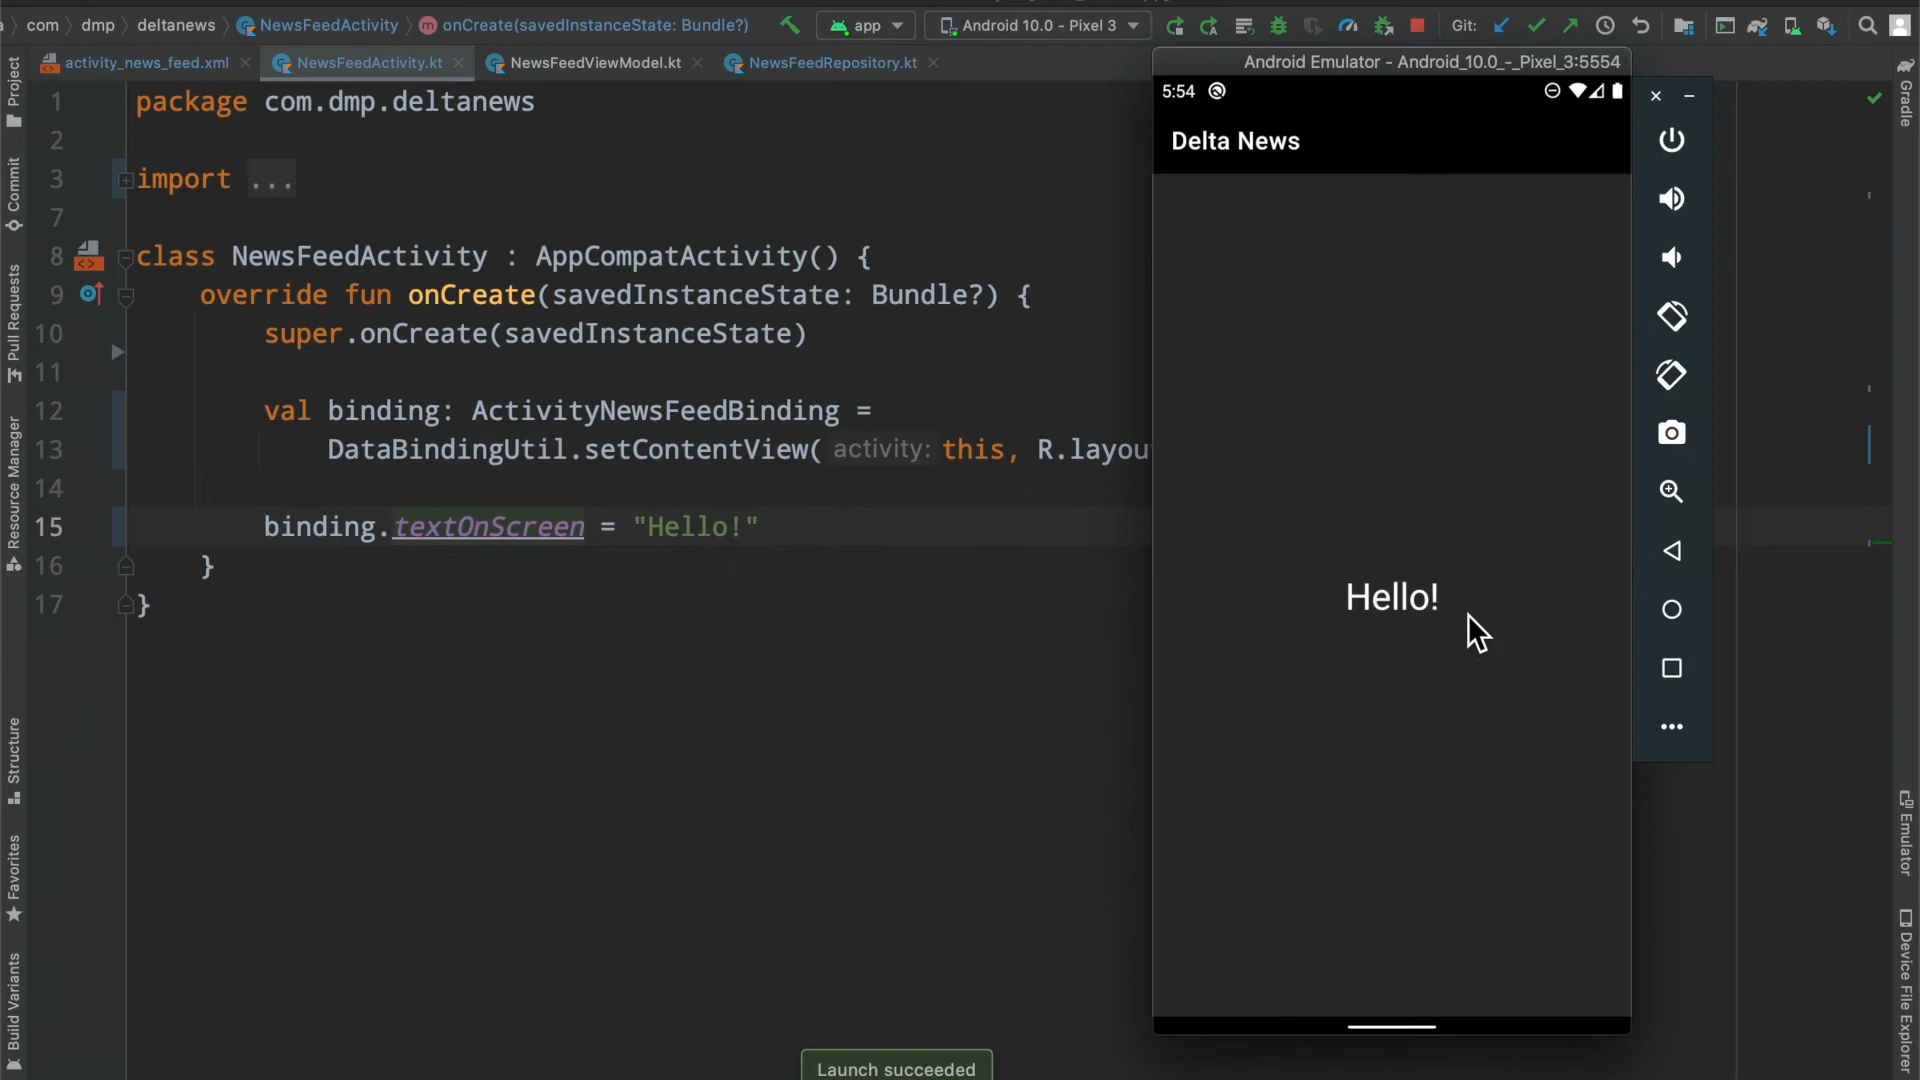 com dmp deltanews NewsFeedActivity onCreate(savedInstanceState: Bundle?) app Android 10.0 - Pixel 3 Git:
activity_news_feed.xml NewsFeedActivity.kt NewsFeedViewModel.kt NewsFeedRepository.kt
1 package com.dmp.deltanews
2
3 import ...
7
8 class NewsFeedActivity : AppCompatActivity() {
9 override fun onCreate(savedInstanceState: Bundle?) {
10 super.onCreate(savedInstanceState)
11
12 val binding: ActivityNewsFeedBinding =
13 DataBindingUtil.setContentView( activity: this, R.layou
14
15 binding.textOnScreen = "Hello!"
16 }
17 }
Project
Commit
Pull Requests
Resource Manager
Structure
Favorites
Build Variants
Android Emulator - Android_10.0_-_Pixel_3:5554
5:54
Delta News
Hello!
Gradle
Emulator
Device File Explorer
Launch succeeded